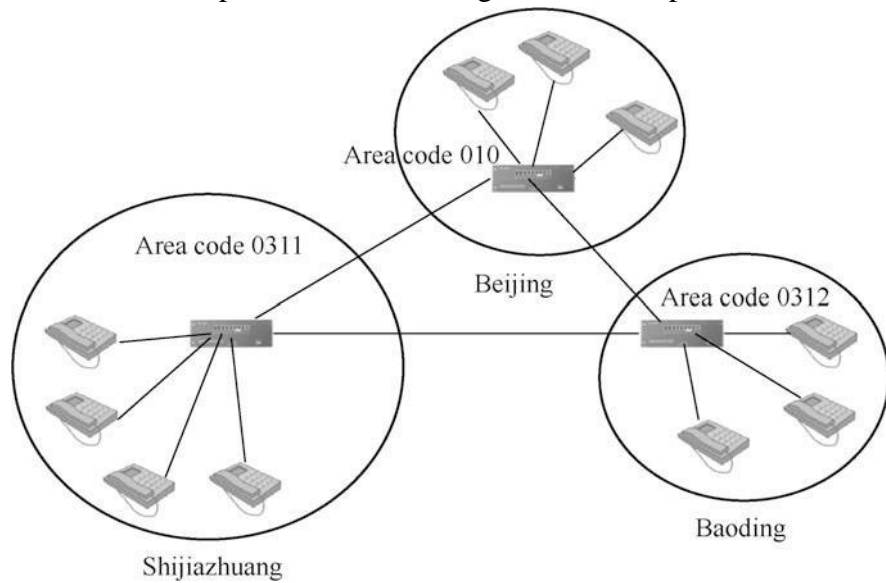 Area code 010
Area code 0311
Beijing
Area code 0312
Baoding
Shijiazhuang